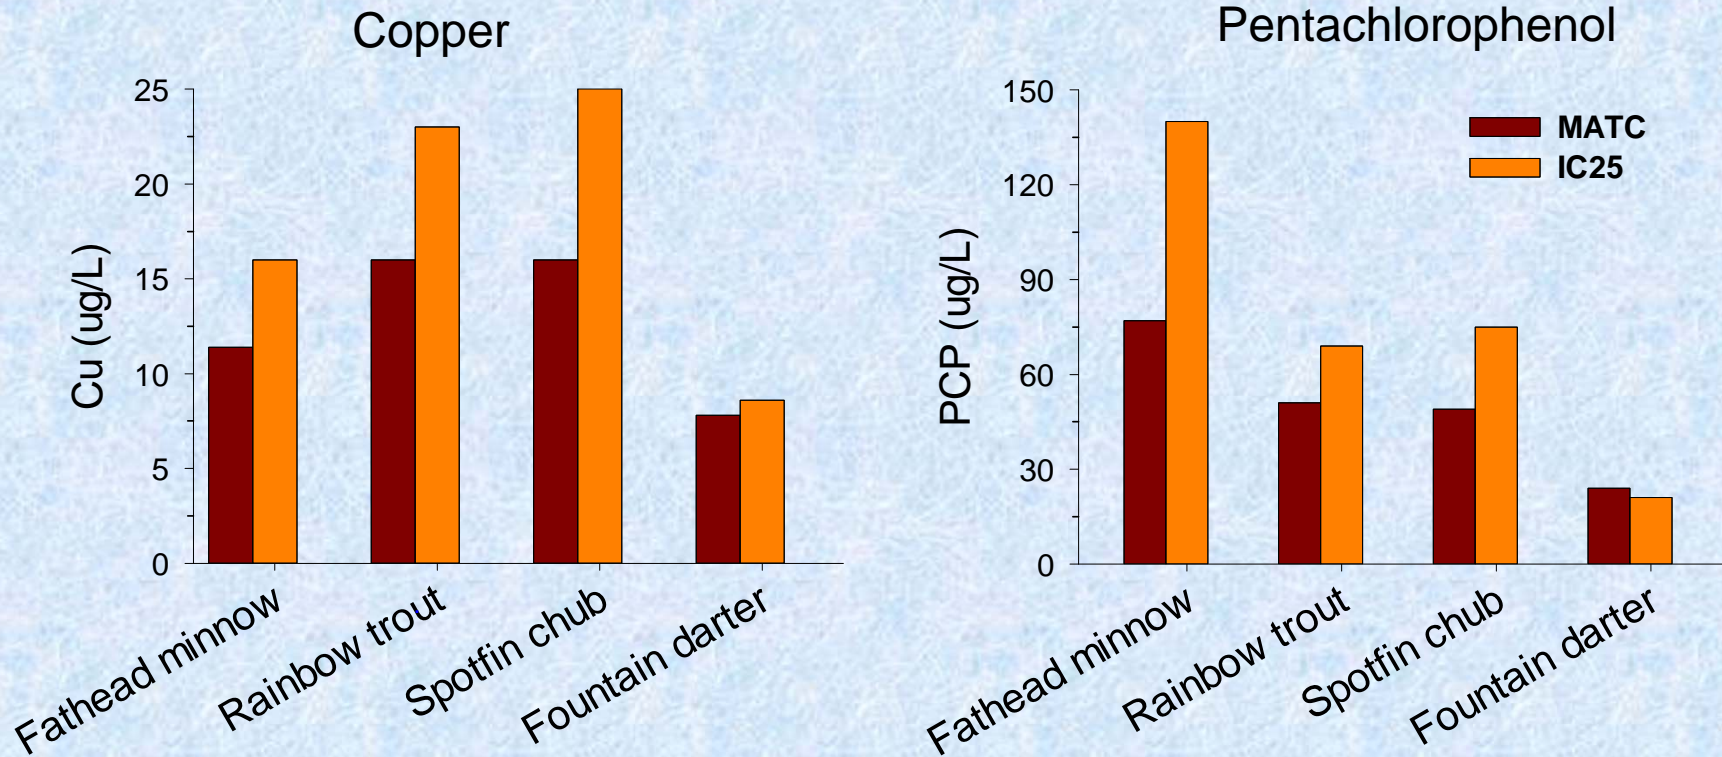 Copper
25
20
15
10
5
0
Cu (ug/L)
Fathead minnow
Rainbow trout
Spotfin chub
Fountain darter
Pentachlorophenol
150
120
90
60
30
0
PCP (ug/L)
MATC
IC25
Fathead minnow
Rainbow trout
Spotfin chub
Fountain darter